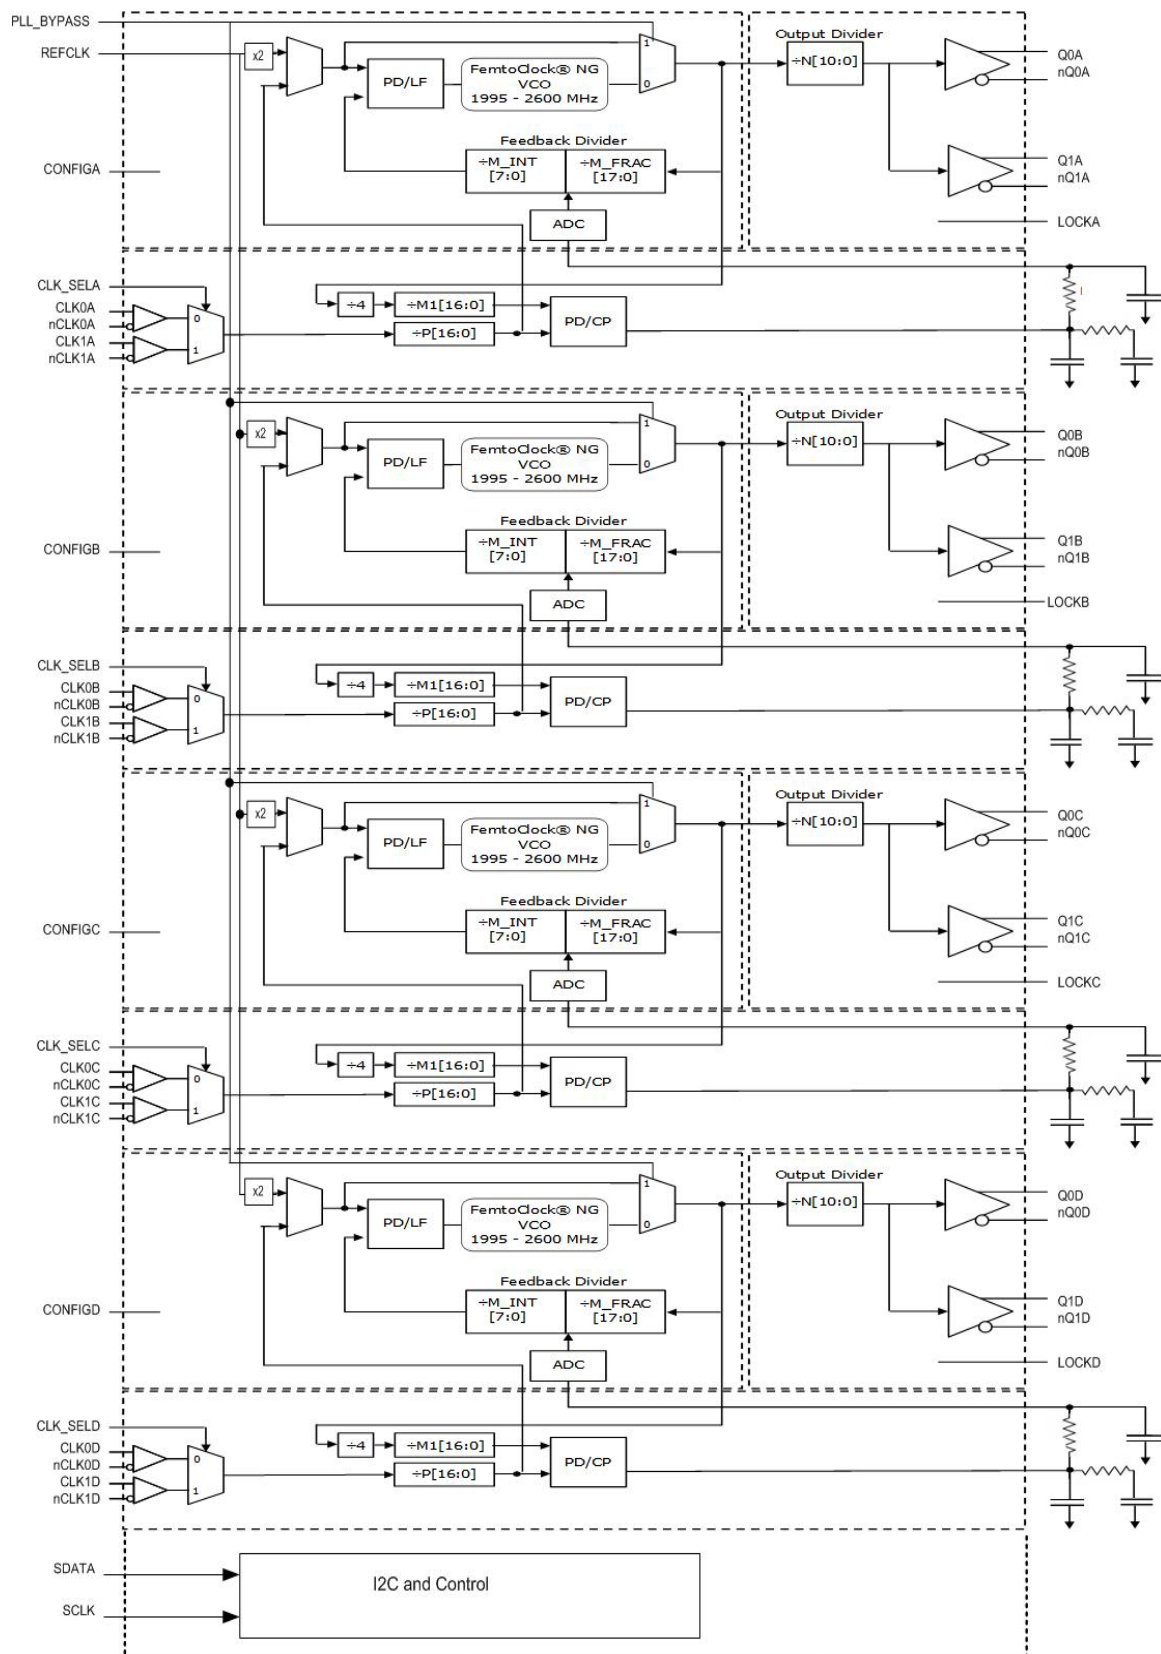 PLL_BYPASS
REFCLK
x2
1
0
PD/LF
FemtoClock® NG
VCO
1995 - 2600 MHz
Output Divider
÷N[10:0]
Q0A
nQ0A
Feedback Divider
÷M_INT
[7:0]
÷M_FRAC
[17:0]
CONFIGA
Q1A
nQ1A
ADC
LOCKA
CLK_SELA
CLK0A
nCLK0A
CLK1A
nCLK1A
0
1
÷4
÷M1[16:0]
÷P[16:0]
PD/CP
x2
1
0
PD/LF
FemtoClock® NG
VCO
1995 - 2600 MHz
Output Divider
÷N[10:0]
Q0B
nQ0B
Feedback Divider
÷M_INT
[7:0]
÷M_FRAC
[17:0]
CONFIGB
Q1B
nQ1B
ADC
LOCKB
CLK_SELB
CLK0B
nCLK0B
CLK1B
nCLK1B
0
1
÷4
÷M1[16:0]
÷P[16:0]
PD/CP
x2
1
0
PD/LF
FemtoClock® NG
VCO
1995 - 2600 MHz
Output Divider
÷N[10:0]
Q0C
nQ0C
Feedback Divider
÷M_INT
[7:0]
÷M_FRAC
[17:0]
CONFIGC
Q1C
nQ1C
ADC
LOCKC
CLK_SELC
CLK0C
nCLK0C
CLK1C
nCLK1C
0
1
÷4
÷M1[16:0]
÷P[16:0]
PD/CP
x2
1
0
PD/LF
FemtoClock® NG
VCO
1995 - 2600 MHz
Output Divider
÷N[10:0]
Q0D
nQ0D
Feedback Divider
÷M_INT
[7:0]
÷M_FRAC
[17:0]
CONFIGD
Q1D
nQ1D
ADC
LOCKD
CLK_SELD
CLK0D
nCLK0D
CLK1D
nCLK1D
0
1
÷4
÷M1[16:0]
÷P[16:0]
PD/CP
SDATA
SCLK
I2C and Control